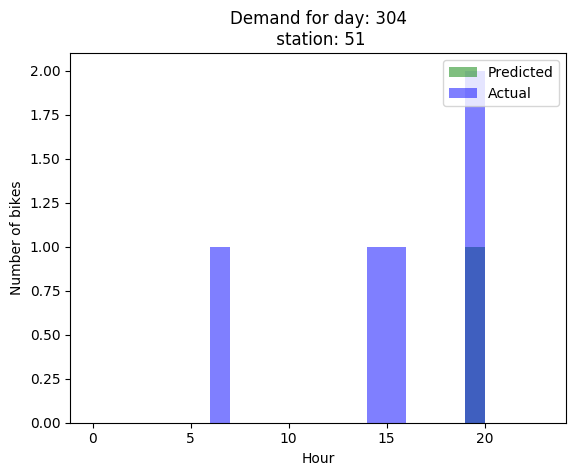 Demand for day: 304
station: 51
Predicted
Actual
Number of bikes
2.00
1.75
1.50
1.25
1.00
0.75
0.50
0.25
0.00
0 5 10 15 20
Hour